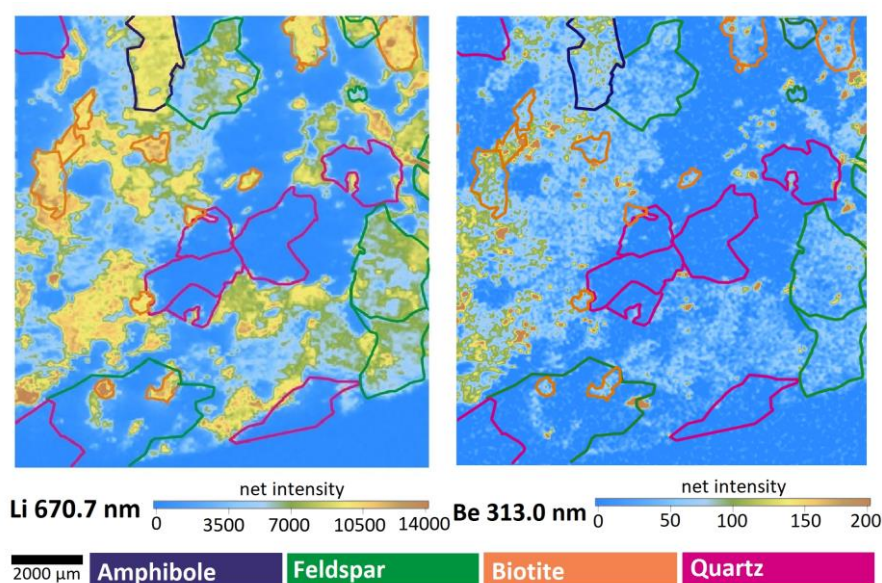 net intensity
Li 670.7 nm
0 3500 7000 10500 14000
net intensity
Be 313.0 nm
0 50 100 150 200
2000 µm
Amphibole
Feldspar
Biotite
Quartz